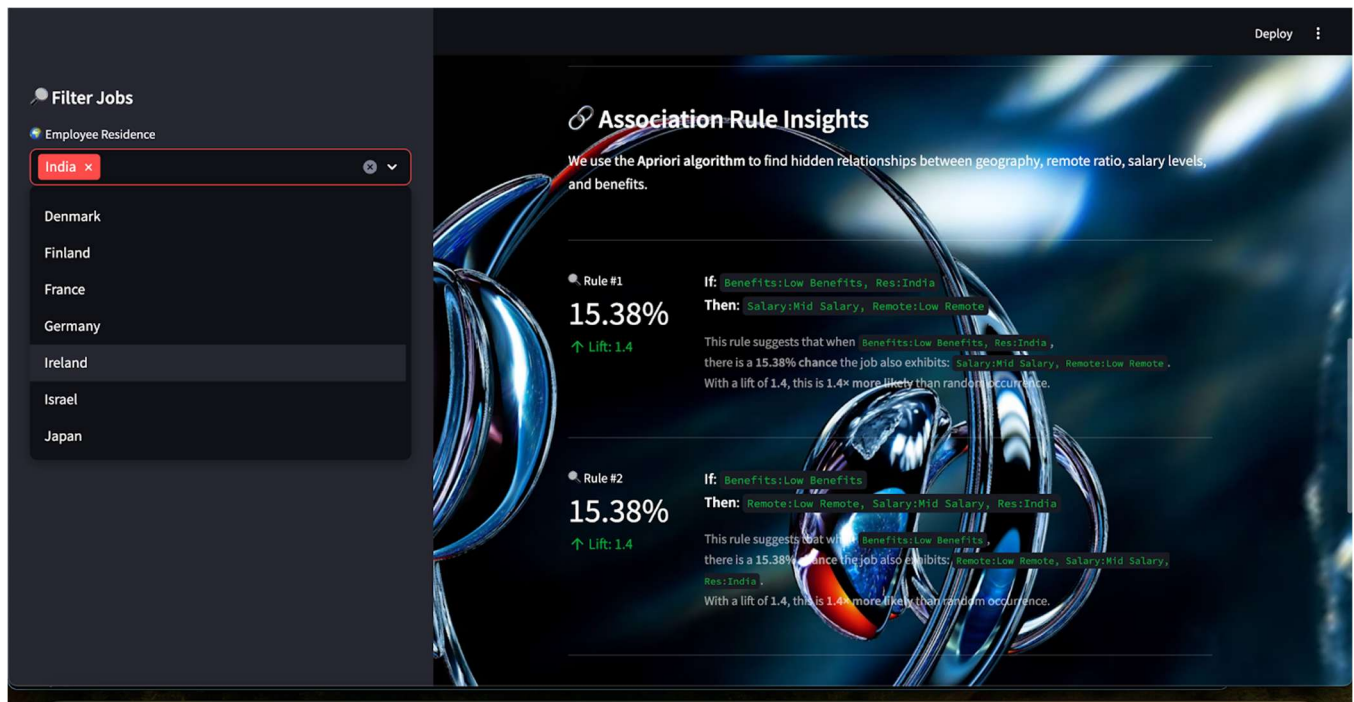 Deploy
Filter Jobs
Employee Residence
India ×
Denmark
Finland
France
Germany
Ireland
Israel
Japan
Association Rule Insights
We use the Apriori algorithm to find hidden relationships between geography, remote ratio, salary levels,
and benefits.
Rule #1
15.38%
↑ Lift: 1.4
If: Benefits:Low Benefits, Res:India
Then: Salary:Mid Salary, Remote:Low Remote
This rule suggests that when Benefits:Low Benefits, Res:India ,
there is a 15.38% chance the job also exhibits: Salary:Mid Salary, Remote:Low Remote .
With a lift of 1.4, this is 1.4× more likely than random occurrence.
Rule #2
15.38%
↑ Lift: 1.4
If: Benefits:Low Benefits
Then: Remote:Low Remote, Salary:Mid Salary, Res:India
This rule suggests that when Benefits:Low Benefits ,
there is a 15.38% chance the job also exhibits: Remote:Low Remote, Salary:Mid Salary,
Res:India .
With a lift of 1.4, this is 1.4× more likely than random occurrence.